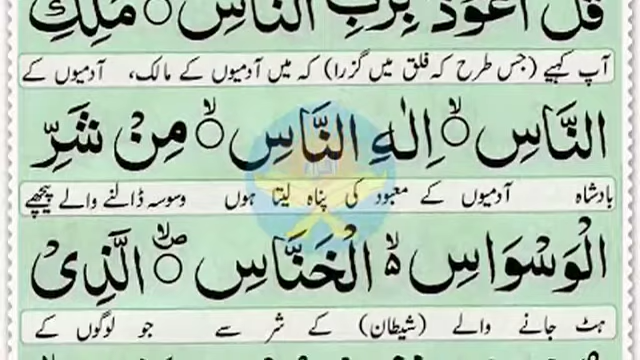 قُلْ اَعُوْذُ بِرَبِّ النَّاسِ ۙ مَلِكِ
آپ کہیے (جس طرح کہ فلق میں گزرا) کہ میں آدمیوں کے مالک، آدمیوں کے
النَّاسِ ۙ اِلٰهِ النَّاسِ ۙ مِنْ شَرِّ
بادشاہ آدمیوں کے معبود کی پناہ لیتا ہوں وسوسہ ڈالنے والے پیچھے
الْوَسْوَاسِ ەۙ الْخَنَّاسِ ۪ۙ الَّذِیْ
ہٹ جانے والے (شیطان) کے شر سے جو لوگوں کے